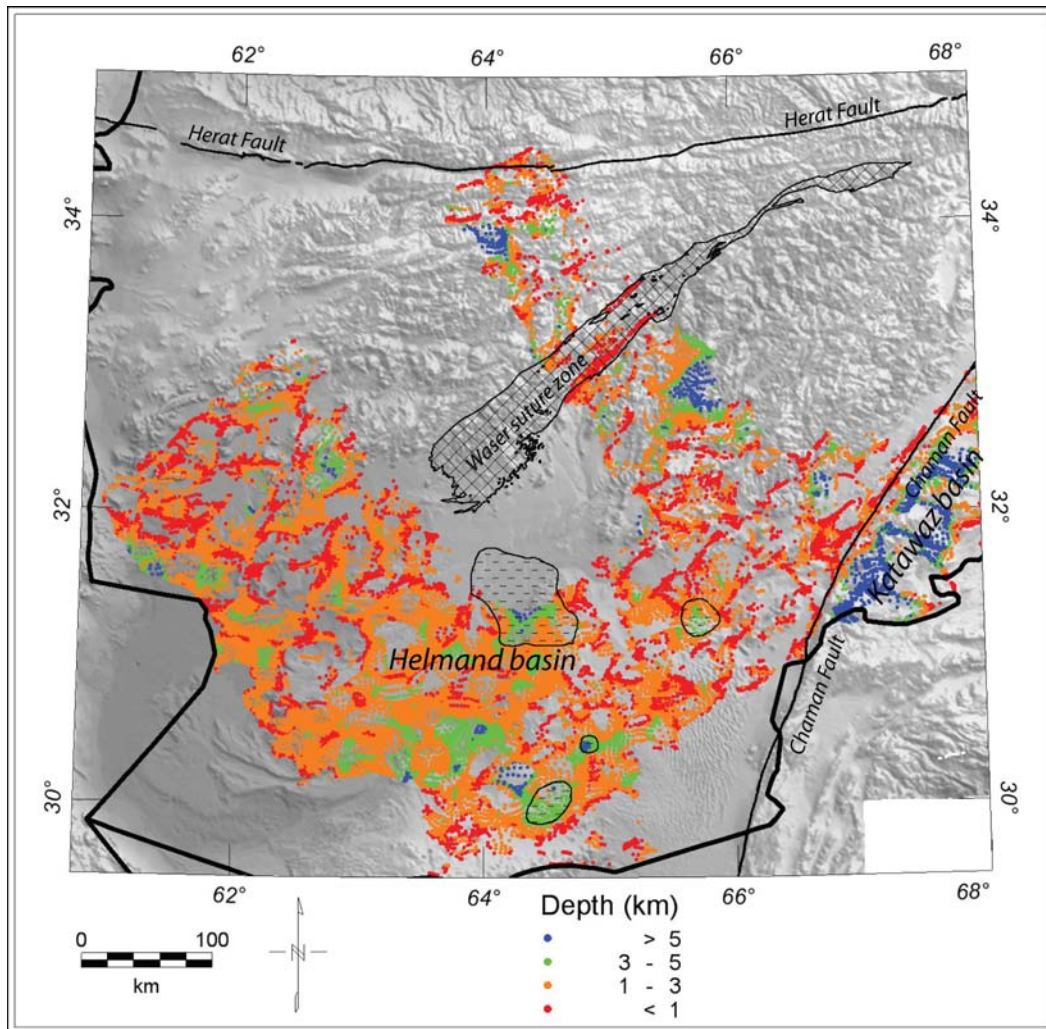 62°
64°
66°
68°
Herat Fault
Herat Fault
34°
34°
Waser suture zone
Chaman Fault
32°
32°
Katawaz basin
Helmand basin
Chaman Fault
30°
30°
62°
64°
66°
68°
Depth (km)
0 100
km
N
> 5
3 - 5
1 - 3
< 1